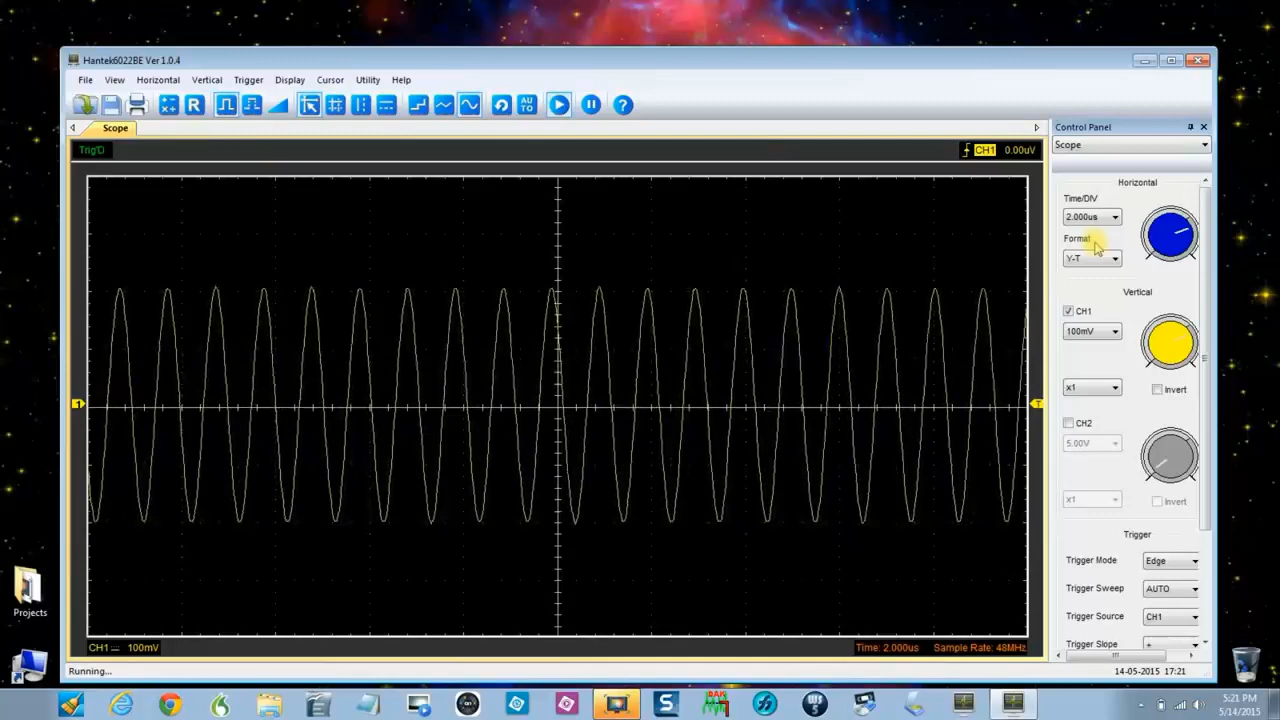 Hantek6022BE Ver 1.0.4
File View Horizontal Vertical Trigger Display Cursor Utility Help
R AU TO ?
Scope
Control Panel
Trig'D
CH1 0.00uV
Scope
Horizontal
Time/DIV
2.000us
Format
Y-T
Vertical
CH1
100mV
x1
Invert
CH2
5.00V
x1
Invert
Trigger
Trigger Mode Edge
Trigger Sweep AUTO
Trigger Source CH1
Trigger Slope +
1
T
CH1 100mV
Time: 2.000us Sample Rate: 48MHz
Running...
14-05-2015 17:21
Projects
5:21 PM
5/14/2015